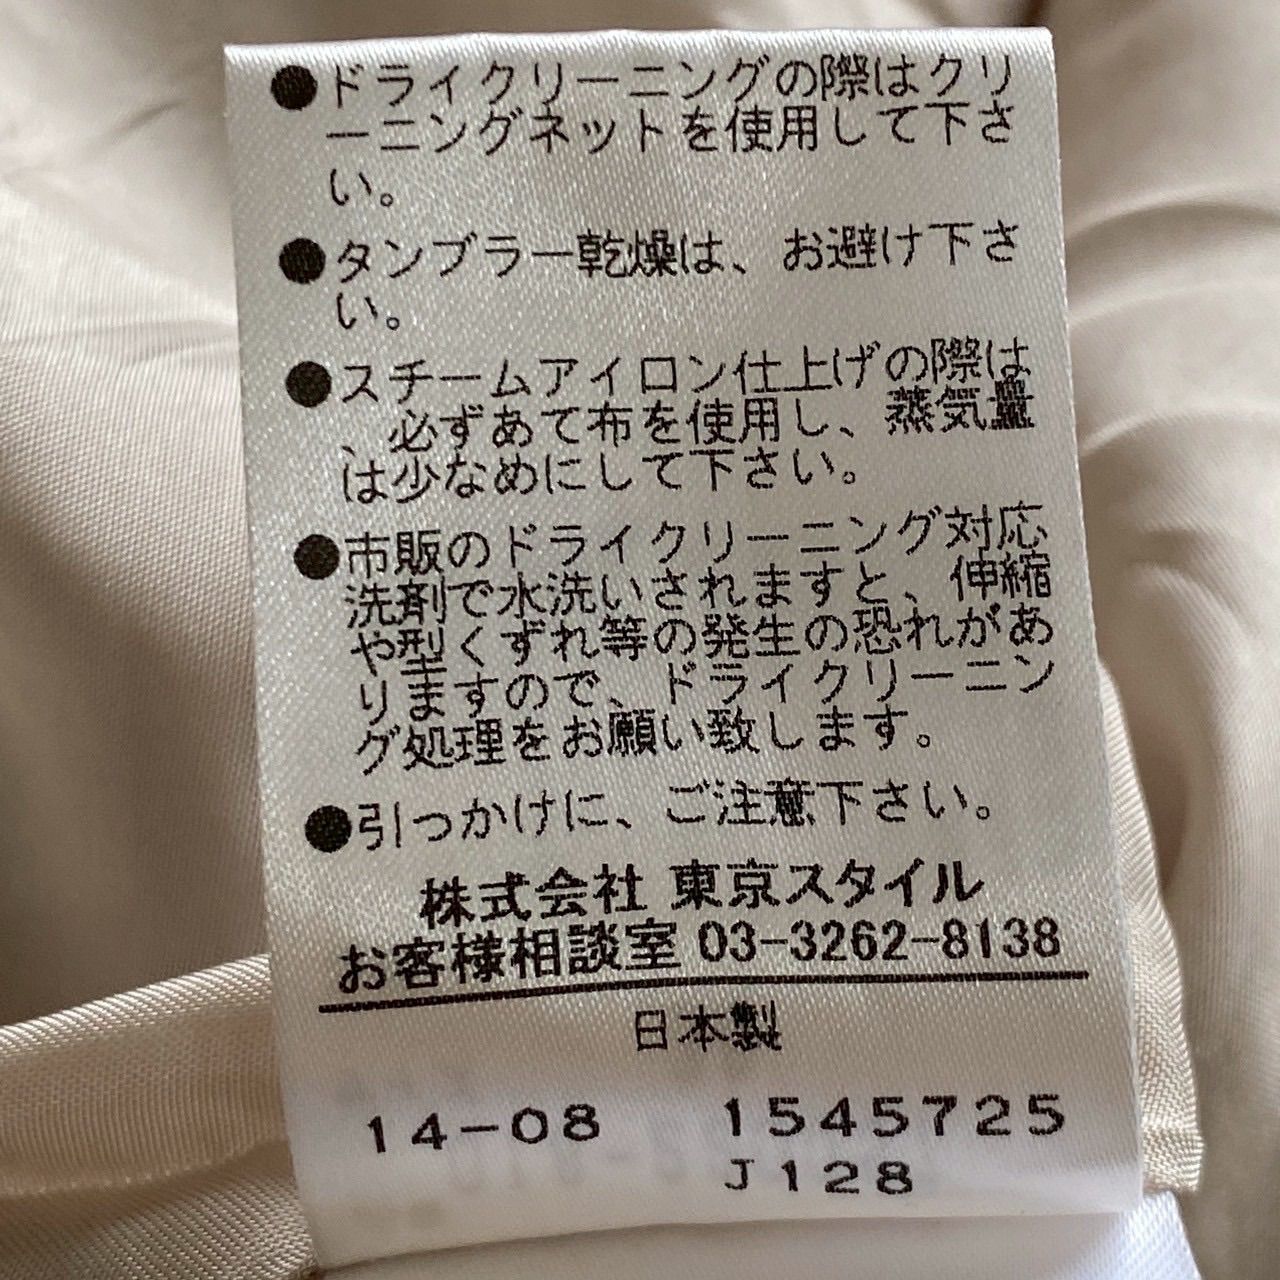 ●ドライクリーニングの際はクリ
ーニングネットを使用して下さ
い。
●タンブラー乾燥は、お避け下さ
い。
●スチームアイロン仕上げの際は
、必ずあて布を使用し、蒸気量
は少なめにして下さい。
●市販のドライクリーニング対応
洗剤で水洗いされますと、伸縮
や型くずれ等の発生の恐れがあ
りますので、ドライクリーニン
グ処理をお願い致します。
●引っかけに、ご注意下さい。
株式会社 東京スタイル
お客様相談室 03-3262-8138
日本製
14-08 1545725
J128